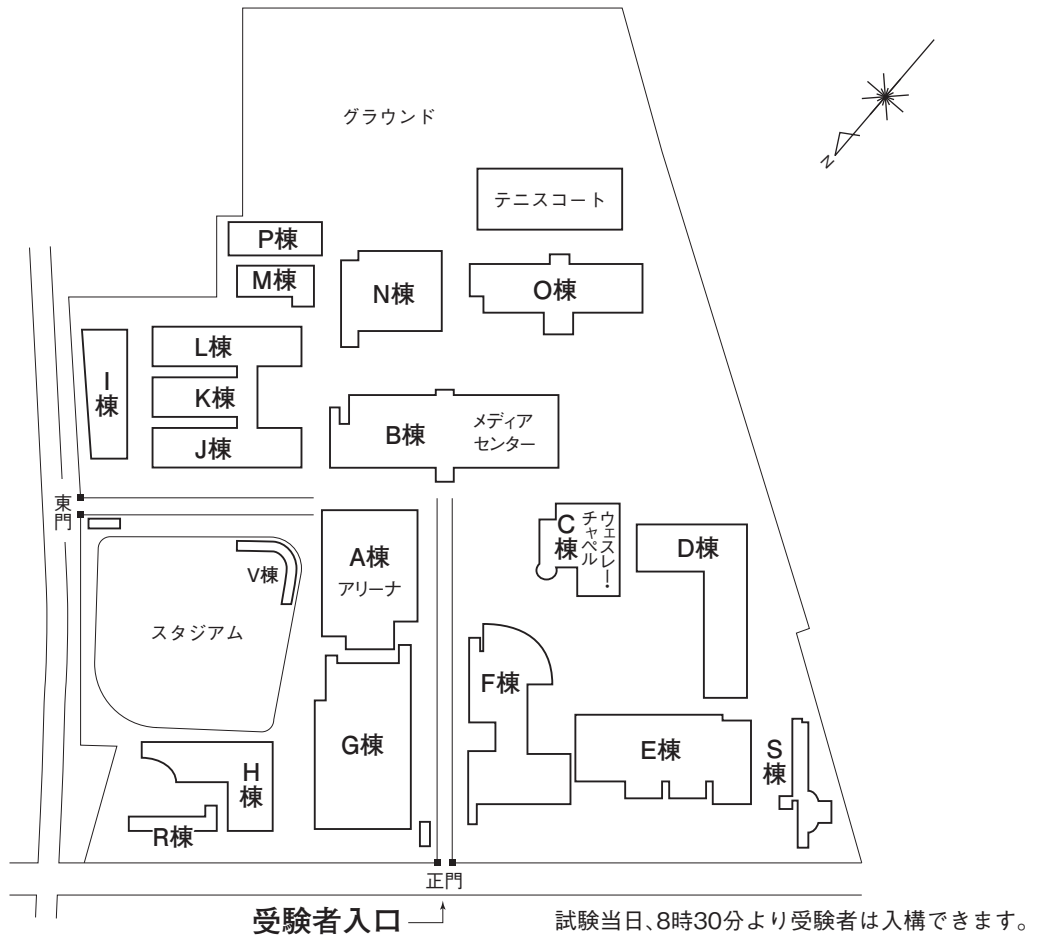 グラウンド
N
テニスコート
P棟
M棟
N棟
O棟
L棟
I棟
K棟
B棟
メディア
センター
J棟
東門
C棟
ウェスレー・
チャペル
D棟
A棟
アリーナ
V棟
スタジアム
F棟
G棟
E棟
S棟
H棟
R棟
正門
受験者入口
試験当日、8時30分より受験者は入構できます。